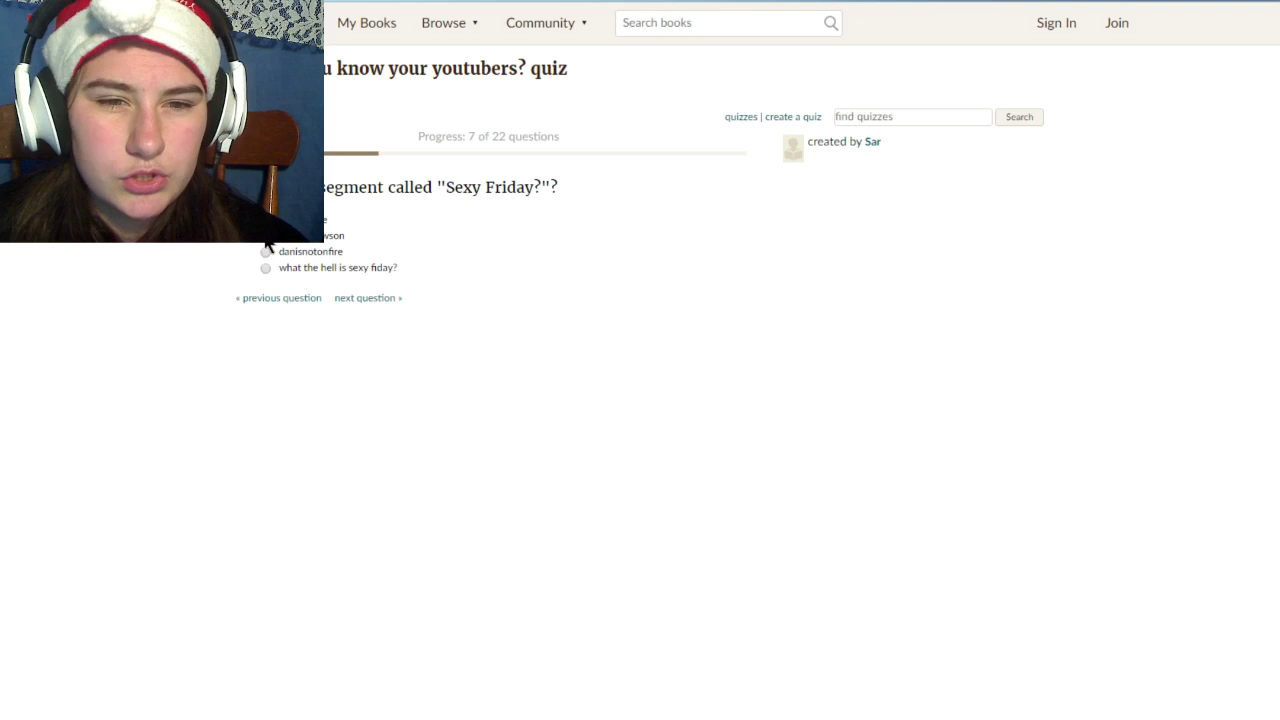 My Books Browse ▾ Community ▾ Search books Sign In Join
u know your youtubers? quiz
quizzes | create a quiz find quizzes Search
Progress: 7 of 22 questions
created by Sar
segment called "Sexy Friday?"?
e
wson
danisnotonfire
what the hell is sexy fiday?
« previous question next question »